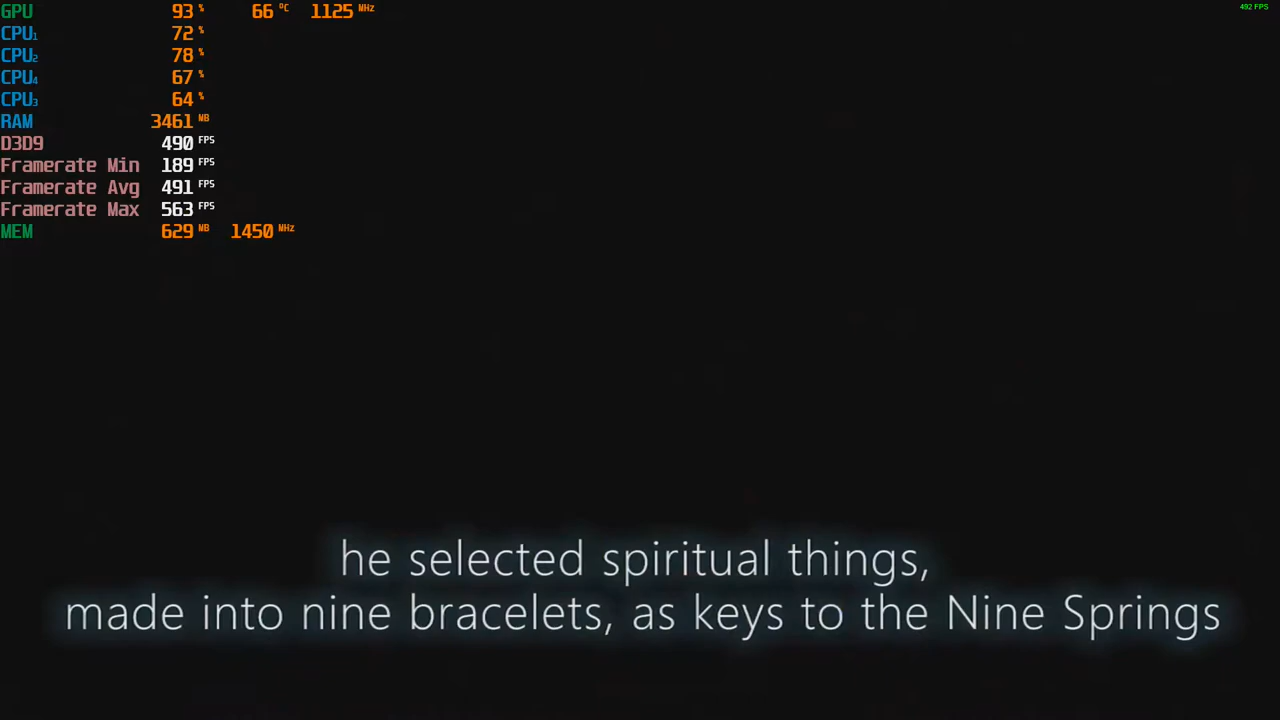 GPU 93 % 66 °C 1125 MHz
492 FPS
CPU1 72 %
CPU2 78 %
CPU4 67 %
CPU3 64 %
RAM 3461 MB
D3D9 490 FPS
Framerate Min 189 FPS
Framerate Avg 491 FPS
Framerate Max 563 FPS
MEM 629 MB 1450 MHz
he selected spiritual things,
made into nine bracelets, as keys to the Nine Springs